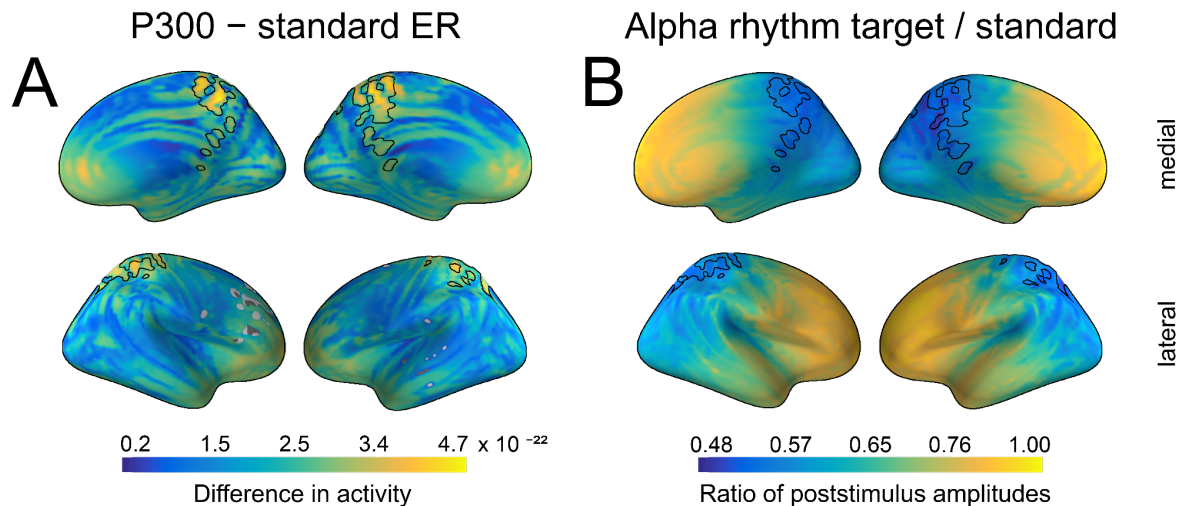 P300 − standard ER
Alpha rhythm target / standard
A
B
medial
lateral
0.2 1.5 2.5 3.4 4.7 x 10 ⁻²²
Difference in activity
0.48 0.57 0.65 0.76 1.00
Ratio of poststimulus amplitudes